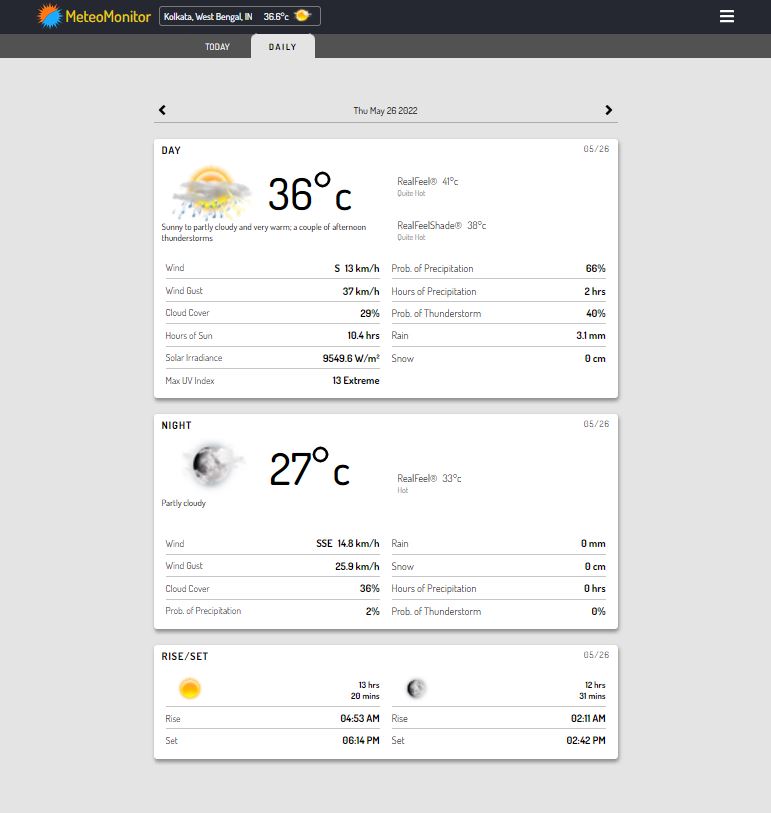 MeteoMonitor Kolkata, West Bengal, IN 36.6°c
TODAY DAILY
Thu May 26 2022
DAY 05/26
36°c
RealFeel® 41°c
Quite Hot
RealFeelShade® 38°c
Quite Hot
Sunny to partly cloudy and very warm; a couple of afternoon
thunderstorms
Wind S 13 km/h
Wind Gust 37 km/h
Cloud Cover 29%
Hours of Sun 10.4 hrs
Solar Irradiance 9549.6 W/m²
Max UV Index 13 Extreme
Prob. of Precipitation 66%
Hours of Precipitation 2 hrs
Prob. of Thunderstorm 40%
Rain 3.1 mm
Snow 0 cm
NIGHT 05/26
27°c
RealFeel® 33°c
Hot
Partly cloudy
Wind SSE 14.8 km/h
Wind Gust 25.9 km/h
Cloud Cover 36%
Prob. of Precipitation 2%
Rain 0 mm
Snow 0 cm
Hours of Precipitation 0 hrs
Prob. of Thunderstorm 0%
RISE/SET 05/26
13 hrs
20 mins
Rise 04:53 AM
Set 06:14 PM
12 hrs
31 mins
Rise 02:11 AM
Set 02:42 PM